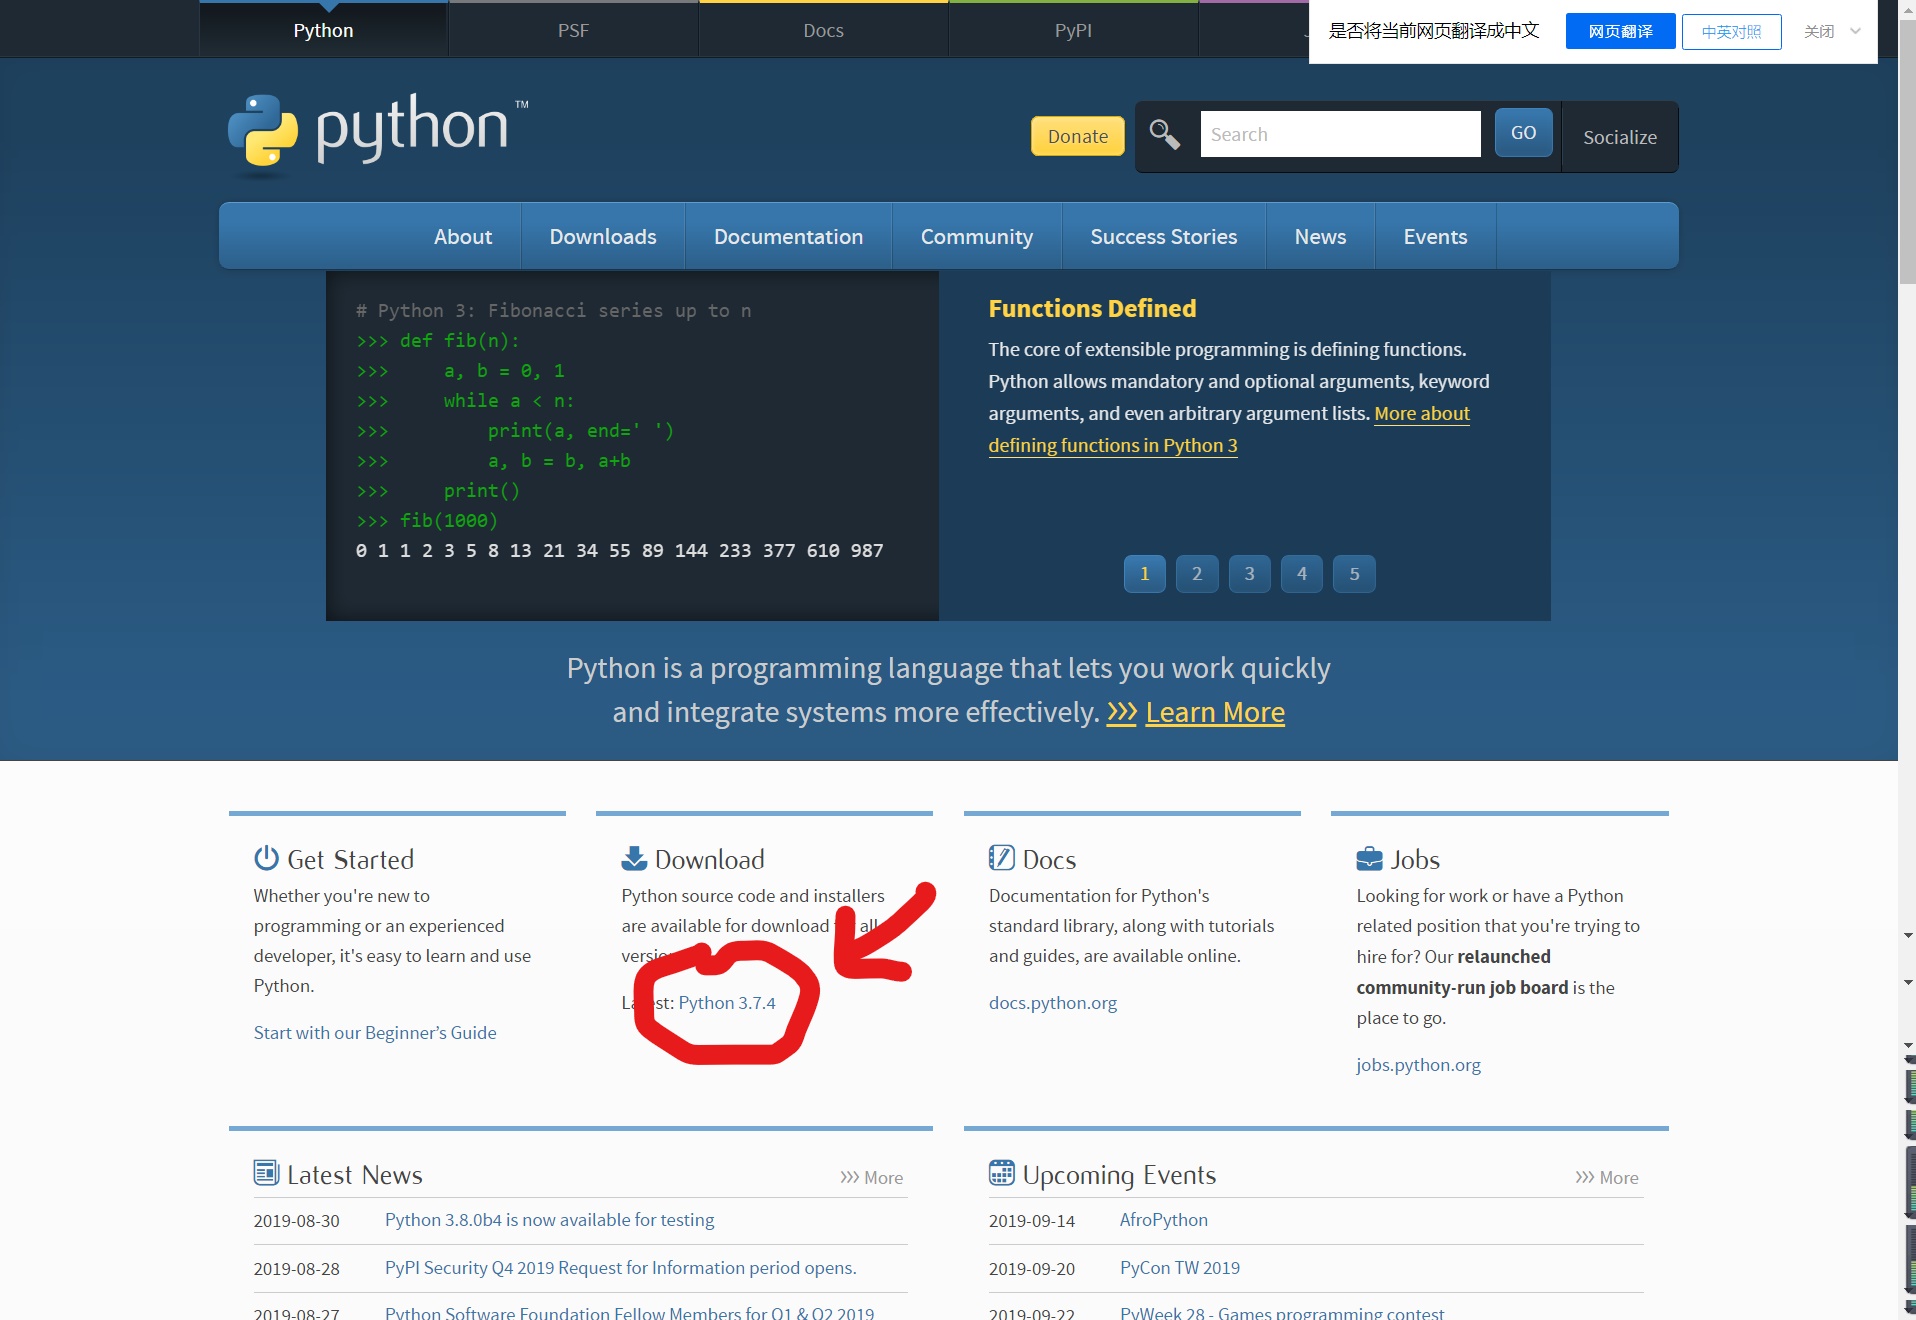 Python
PSF
Docs
PyPI
是否将当前网页翻译成中文
网页翻译
中英对照
关闭
python™
Donate
Search
GO
Socialize
About
Downloads
Documentation
Community
Success Stories
News
Events
# Python 3: Fibonacci series up to n
>>> def fib(n):
>>>     a, b = 0, 1
>>>     while a < n:
>>>         print(a, end=' ')
>>>         a, b = b, a+b
>>>     print()
>>> fib(1000)
0 1 1 2 3 5 8 13 21 34 55 89 144 233 377 610 987
Functions Defined
The core of extensible programming is defining functions.
Python allows mandatory and optional arguments, keyword
arguments, and even arbitrary argument lists. More about
defining functions in Python 3
1
2
3
4
5
Python is a programming language that lets you work quickly
and integrate systems more effectively. >>> Learn More
Get Started
Whether you're new to
programming or an experienced
developer, it's easy to learn and use
Python.
Start with our Beginner’s Guide
Download
Python source code and installers
are available for download all
Latest: Python 3.7.4
Docs
Documentation for Python's
standard library, along with tutorials
and guides, are available online.
docs.python.org
Jobs
Looking for work or have a Python
related position that you're trying to
hire for? Our relaunched
community-run job board is the
place to go.
jobs.python.org
Latest News
>>> More
2019-08-30 Python 3.8.0b4 is now available for testing
2019-08-28 PyPI Security Q4 2019 Request for Information period opens.
2019-08-27 Python Software Foundation Fellow Members for Q1 & Q2 2019
Upcoming Events
>>> More
2019-09-14 AfroPython
2019-09-20 PyCon TW 2019
2019-09-22 PyWeek 28 - Games programming contest